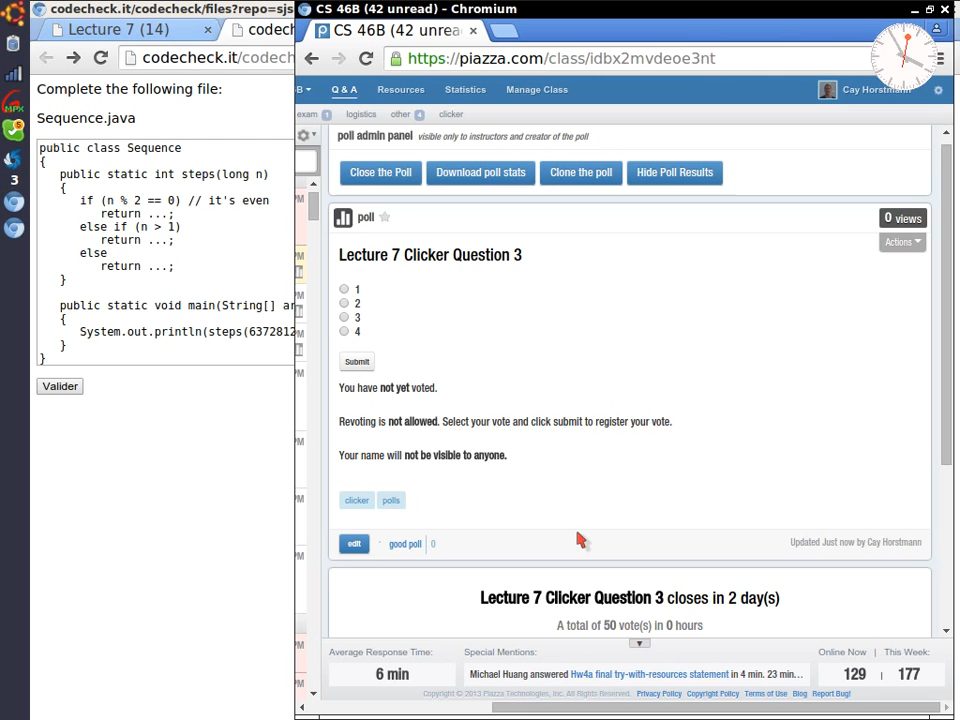 codecheck.it/codecheck/files?repo=sjs
Lecture 7 (14) × codec
codecheck.it/codech
Complete the following file:
Sequence.java
public class Sequence
{
public static int steps(long n)
{
if (n % 2 == 0) // it's even
return ...;
else if (n > 1)
return ...;
else
return ...;
}
public static void main(String[] ar
{
System.out.println(steps(6372812
}
}
Valider
3
CS 46B (42 unread) - Chromium
CS 46B (42 unrea ×
https://piazza.com/class/idbx2mvdeoe3nt
B Q & A Resources Statistics Manage Class Cay Horstmann
exam 1 logistics other 4 clicker
poll admin panel visible only to instructors and creator of the poll
Close the Poll Download poll stats Clone the poll Hide Poll Results
poll 0 views
Actions
Lecture 7 Clicker Question 3
1
2
3
4
Submit
You have not yet voted.
Revoting is not allowed. Select your vote and click submit to register your vote.
Your name will not be visible to anyone.
clicker polls
edit · good poll 0 Updated Just now by Cay Horstmann
Lecture 7 Clicker Question 3 closes in 2 day(s)
A total of 50 vote(s) in 0 hours
Average Response Time: Special Mentions: Online Now | This Week:
6 min Michael Huang answered Hw4a final try-with-resources statement in 4 min. 23 min... 129 | 177
Copyright © 2013 Piazza Technologies, Inc. All Rights Reserved. Privacy Policy Copyright Policy Terms of Use Blog Report Bug!